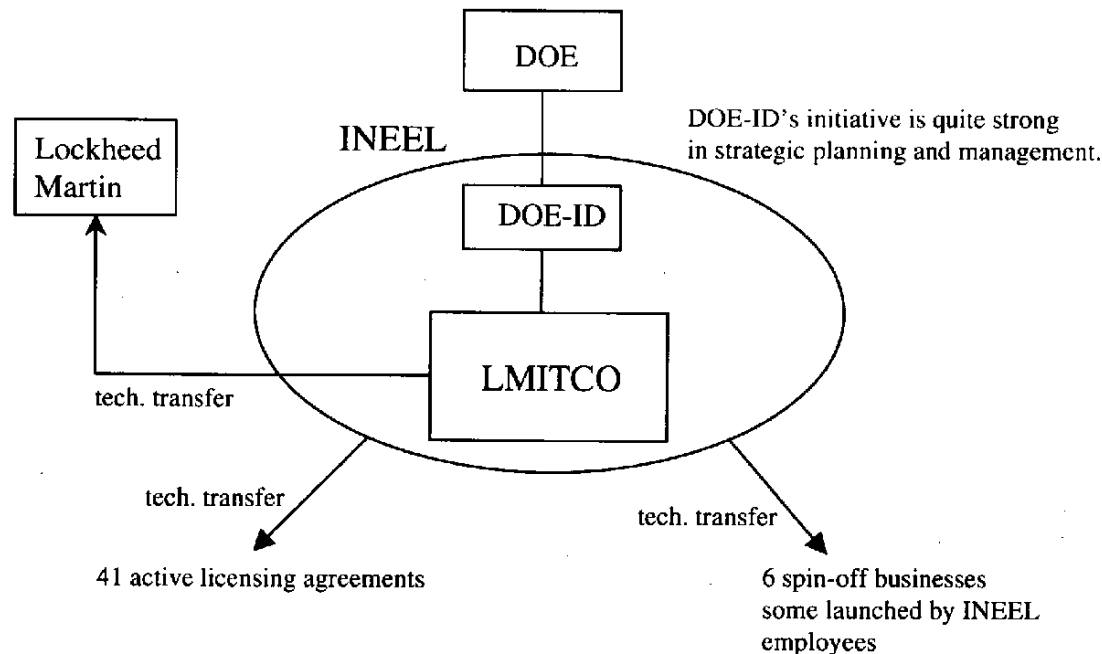 DOE
INEEL
DOE-ID's initiative is quite strong
in strategic planning and management.
Lockheed
Martin
DOE-ID
LMITCO
tech. transfer
tech. transfer
tech. transfer
41 active licensing agreements
6 spin-off businesses
some launched by INEEL
employees